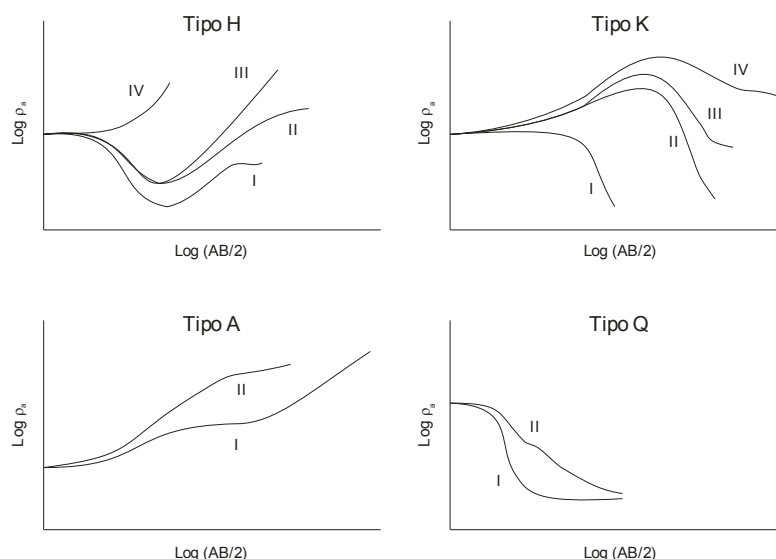 Tipo H
Log ρa
IV
III
II
I
Log (AB/2)
Tipo K
Log ρa
IV
III
II
I
Log (AB/2)
Tipo A
Log ρa
II
I
Log (AB/2)
Tipo Q
Log ρa
II
I
Log (AB/2)